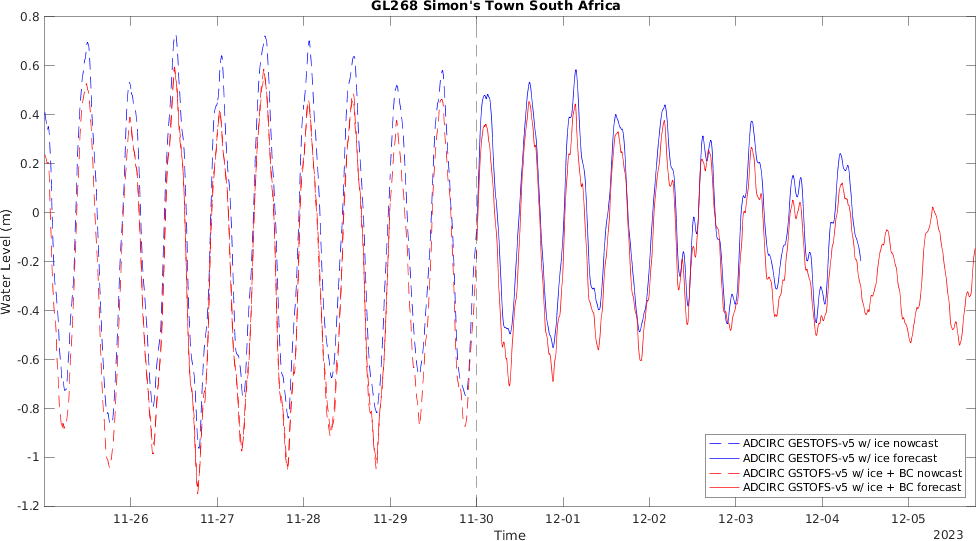 GL268 Simon's Town South Africa
0.8
0.6
0.4
0.2
0
-0.2
-0.4
-0.6
-0.8
-1
-1.2
Water Level (m)
ADCIRC GESTOFS-v5 w/ ice nowcast
ADCIRC GESTOFS-v5 w/ ice forecast
ADCIRC GSTOFS-v5 w/ ice + BC nowcast
ADCIRC GSTOFS-v5 w/ ice + BC forecast
11-26 11-27 11-28 11-29 11-30 12-01 12-02 12-03 12-04 12-05
Time
2023